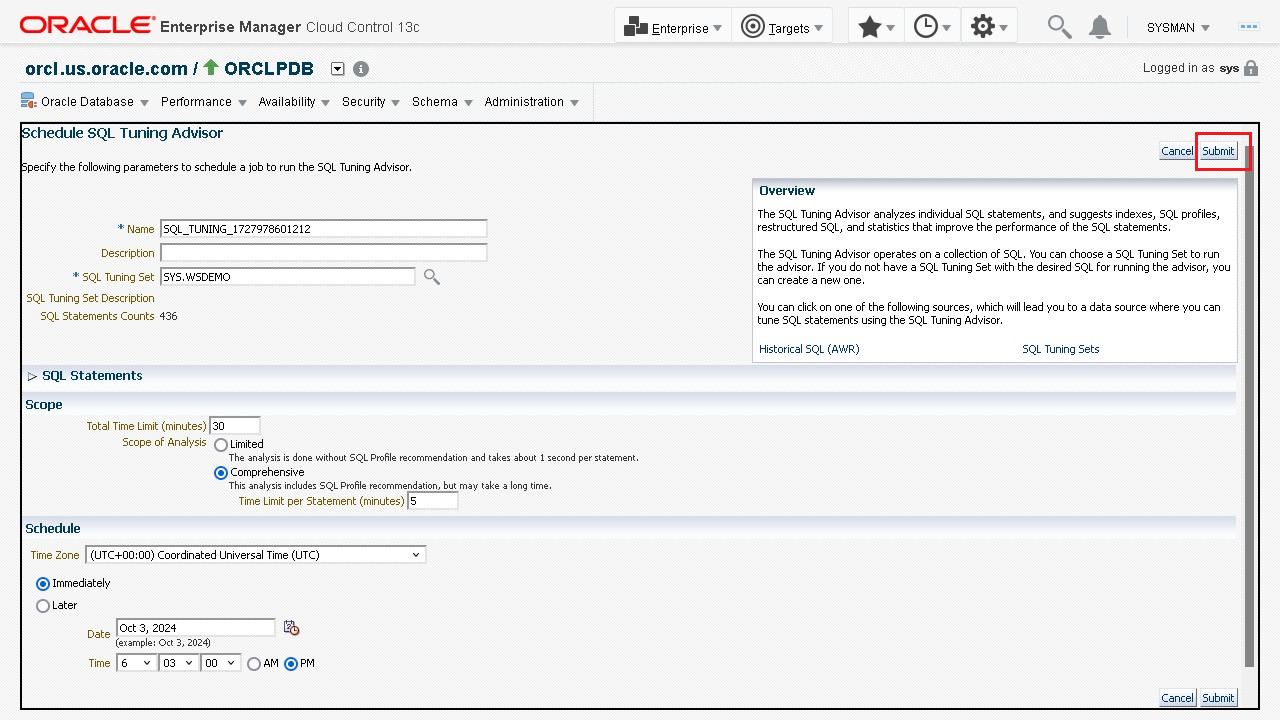 ORACLE Enterprise Manager Cloud Control 13c
Enterprise Targets SYSMAN
orcl.us.oracle.com / ORCLPDB
Logged in as sys
Oracle Database Performance Availability Security Schema Administration
Schedule SQL Tuning Advisor
Cancel Submit
Specify the following parameters to schedule a job to run the SQL Tuning Advisor.
* Name SQL_TUNING_1727978601212
Description
* SQL Tuning Set SYS.WSDEMO
SQL Tuning Set Description
SQL Statements Counts 436
Overview
The SQL Tuning Advisor analyzes individual SQL statements, and suggests indexes, SQL profiles,
restructured SQL, and statistics that improve the performance of the SQL statements.
The SQL Tuning Advisor operates on a collection of SQL. You can choose a SQL Tuning Set to run
the advisor. If you do not have a SQL Tuning Set with the desired SQL for running the advisor, you
can create a new one.
You can click on one of the following sources, which will lead you to a data source where you can
tune SQL statements using the SQL Tuning Advisor.
Historical SQL (AWR) SQL Tuning Sets
SQL Statements
Scope
Total Time Limit (minutes) 30
Scope of Analysis Limited
The analysis is done without SQL Profile recommendation and takes about 1 second per statement.
Comprehensive
This analysis includes SQL Profile recommendation, but may take a long time.
Time Limit per Statement (minutes) 5
Schedule
Time Zone (UTC+00:00) Coordinated Universal Time (UTC)
Immediately
Later
Date Oct 3, 2024
(example: Oct 3, 2024)
Time 6 03 00 AM PM
Cancel Submit